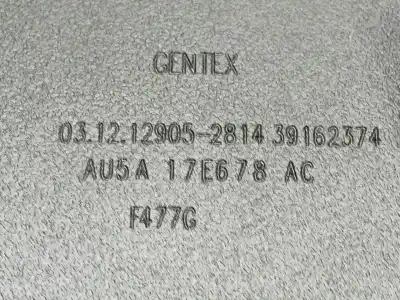 GENTEX
03.12.12905-2814 39162374
AU5A 17E678 AC
F477G